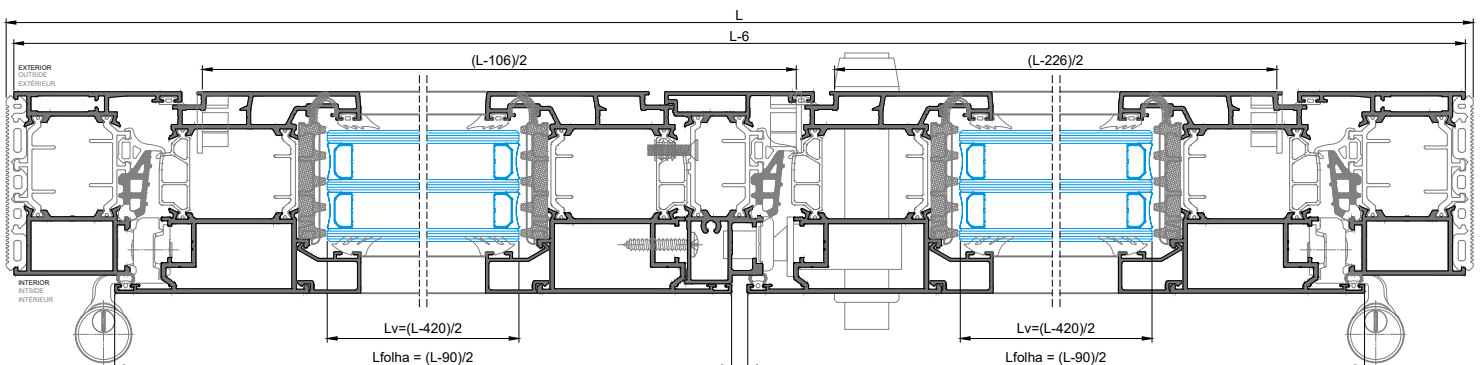 L
L-6
EXTERIOR
OUTSIDE
EXTÉRIEUR
(L-106)/2
(L-226)/2
INTERIOR
INTSIDE
INTÉRIEUR
Lv=(L-420)/2
Lv=(L-420)/2
Lfolha = (L-90)/2
Lfolha = (L-90)/2